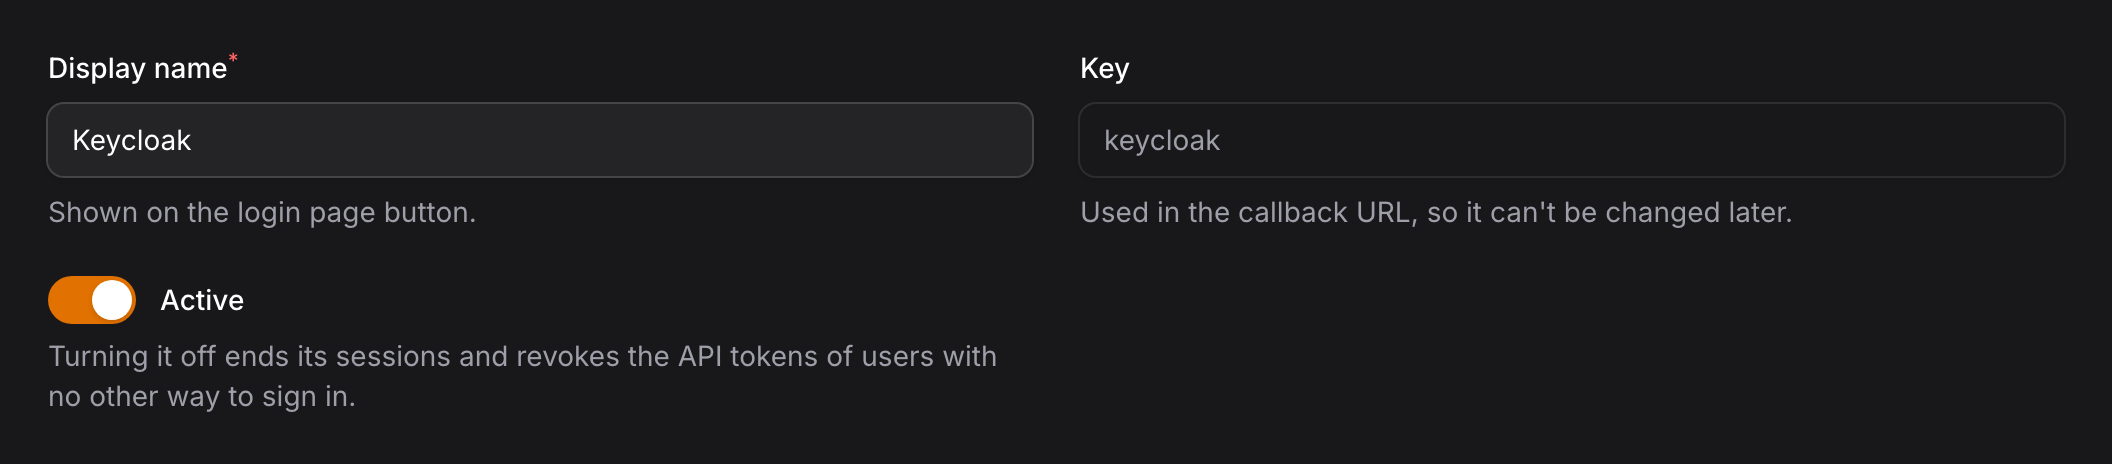 Display name*
Key
Keycloak
keycloak
Shown on the login page button.
Used in the callback URL, so it can't be changed later.
Active
Turning it off ends its sessions and revokes the API tokens of users with
no other way to sign in.